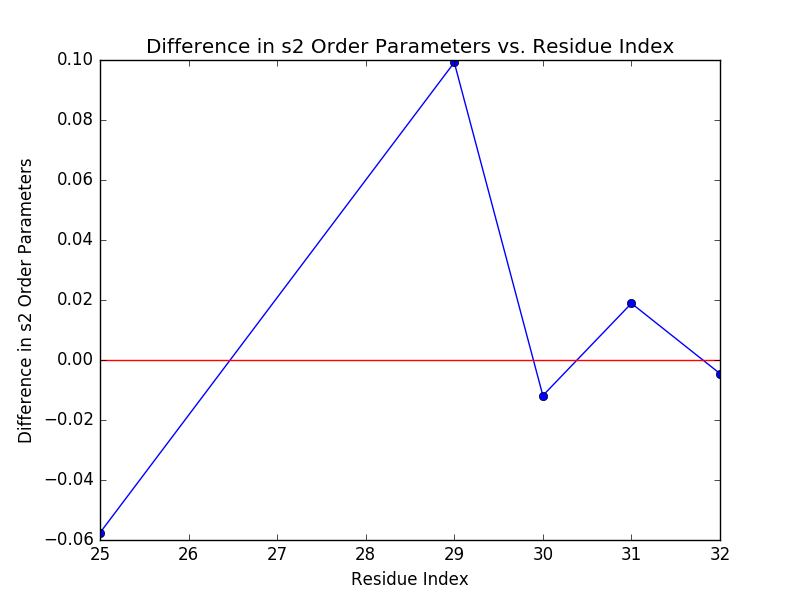 Difference in s2 Order Parameters vs. Residue Index
0.10
0.08
0.06
0.04
0.02
0.00
−0.02
−0.04
−0.06
Difference in s2 Order Parameters
25 26 27 28 29 30 31 32
Residue Index